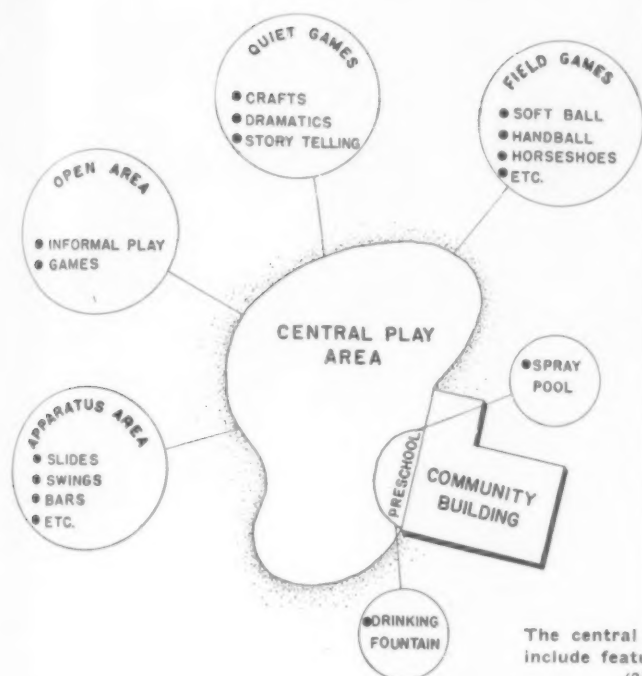 QUIET GAMES
CRAFTS
DRAMATICS
STORY TELLING
FIELD GAMES
SOFT BALL
HANDBALL
HORSESHOES
ETC.
OPEN AREA
INFORMAL PLAY
GAMES
CENTRAL PLAY
AREA
SPRAY
POOL
APPARATUS AREA
SLIDES
SWINGS
BARS
ETC.
PRESCHOOL
COMMUNITY
BUILDING
DRINKING
FOUNTAIN
The central
include